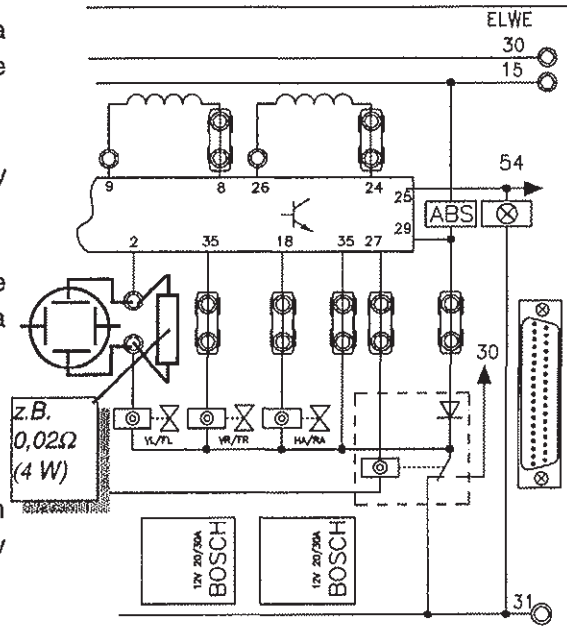 a
e
y
e
a
n
y
ELWE
30
15
9 8 26 24
54
25
ABS
29
2 35 18 35 27
30
z.B.
0,02Ω
(4 W)
VL/FL VR/FR HA/RA
12V 20/30A
BOSCH
12V 20/30A
BOSCH
31